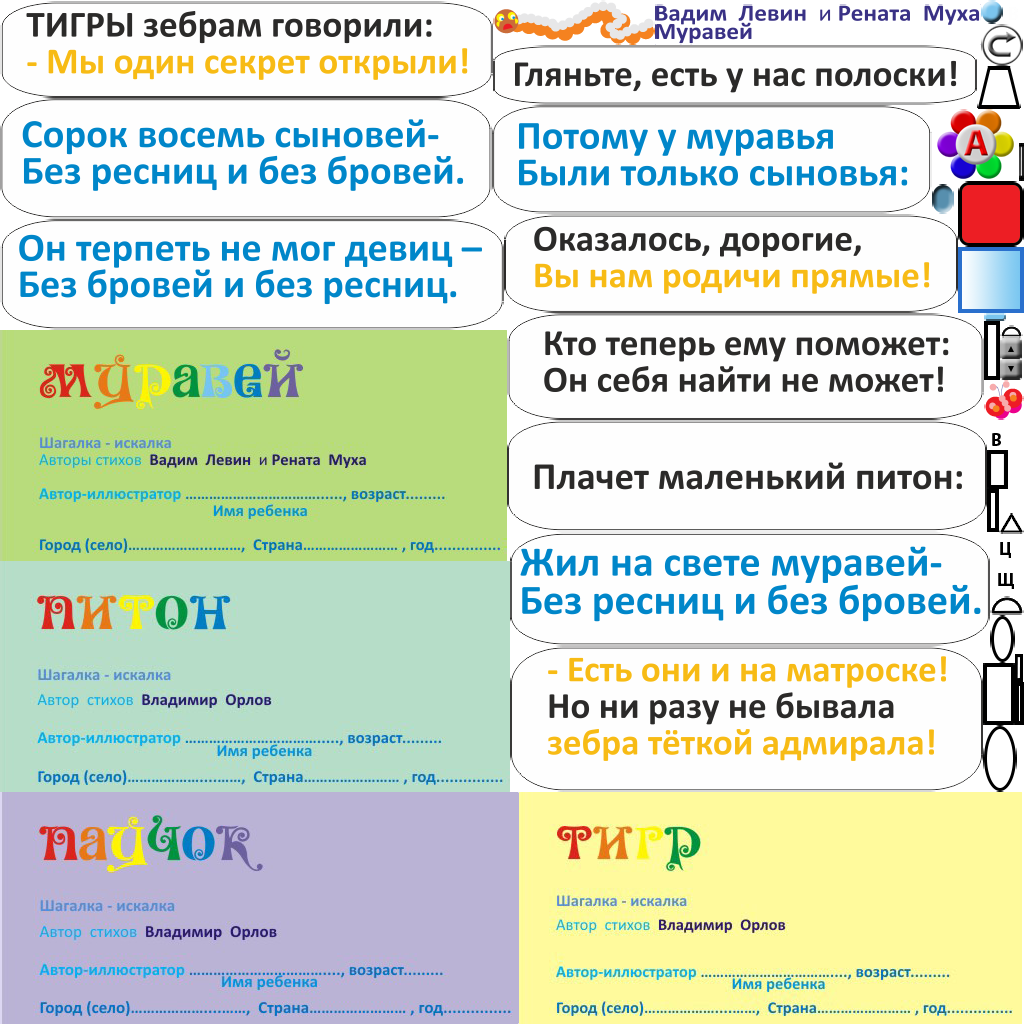 ТИГРЫ зебрам говорили:
- Мы один секрет открыли!
Сорок восемь сыновей-
Без ресниц и без бровей.
Он терпеть не мог девиц –
Без бровей и без ресниц.
Вадим Левин и Рената Муха
Муравей
Гляньте, есть у нас полоски!
Потому у муравья
Были только сыновья:
Оказалось, дорогие,
Вы нам родичи прямые!
Кто теперь ему поможет:
Он себя найти не может!
Плачет маленький питон:
Жил на свете муравей-
Без ресниц и без бровей.
- Есть они и на матроске!
Но ни разу не бывала
зебра тёткой адмирала!
А
В
Ц
Щ
муравей
Шагалка - искалка
Авторы стихов Вадим Левин и Рената Муха
Автор-иллюстратор ................................, возраст.........
Имя ребенка
Город (село)........................, Страна........................ , год...............
питон
Шагалка - искалка
Автор стихов Владимир Орлов
Автор-иллюстратор ................................, возраст.........
Имя ребенка
Город (село)........................, Страна........................ , год...............
паучок
Шагалка - искалка
Автор стихов Владимир Орлов
Автор-иллюстратор ................................, возраст.........
Имя ребенка
Город (село)........................, Страна........................ , год...............
тигр
Шагалка - искалка
Автор стихов Владимир Орлов
Автор-иллюстратор ................................, возраст.........
Имя ребенка
Город (село)........................, Страна........................ , год...............